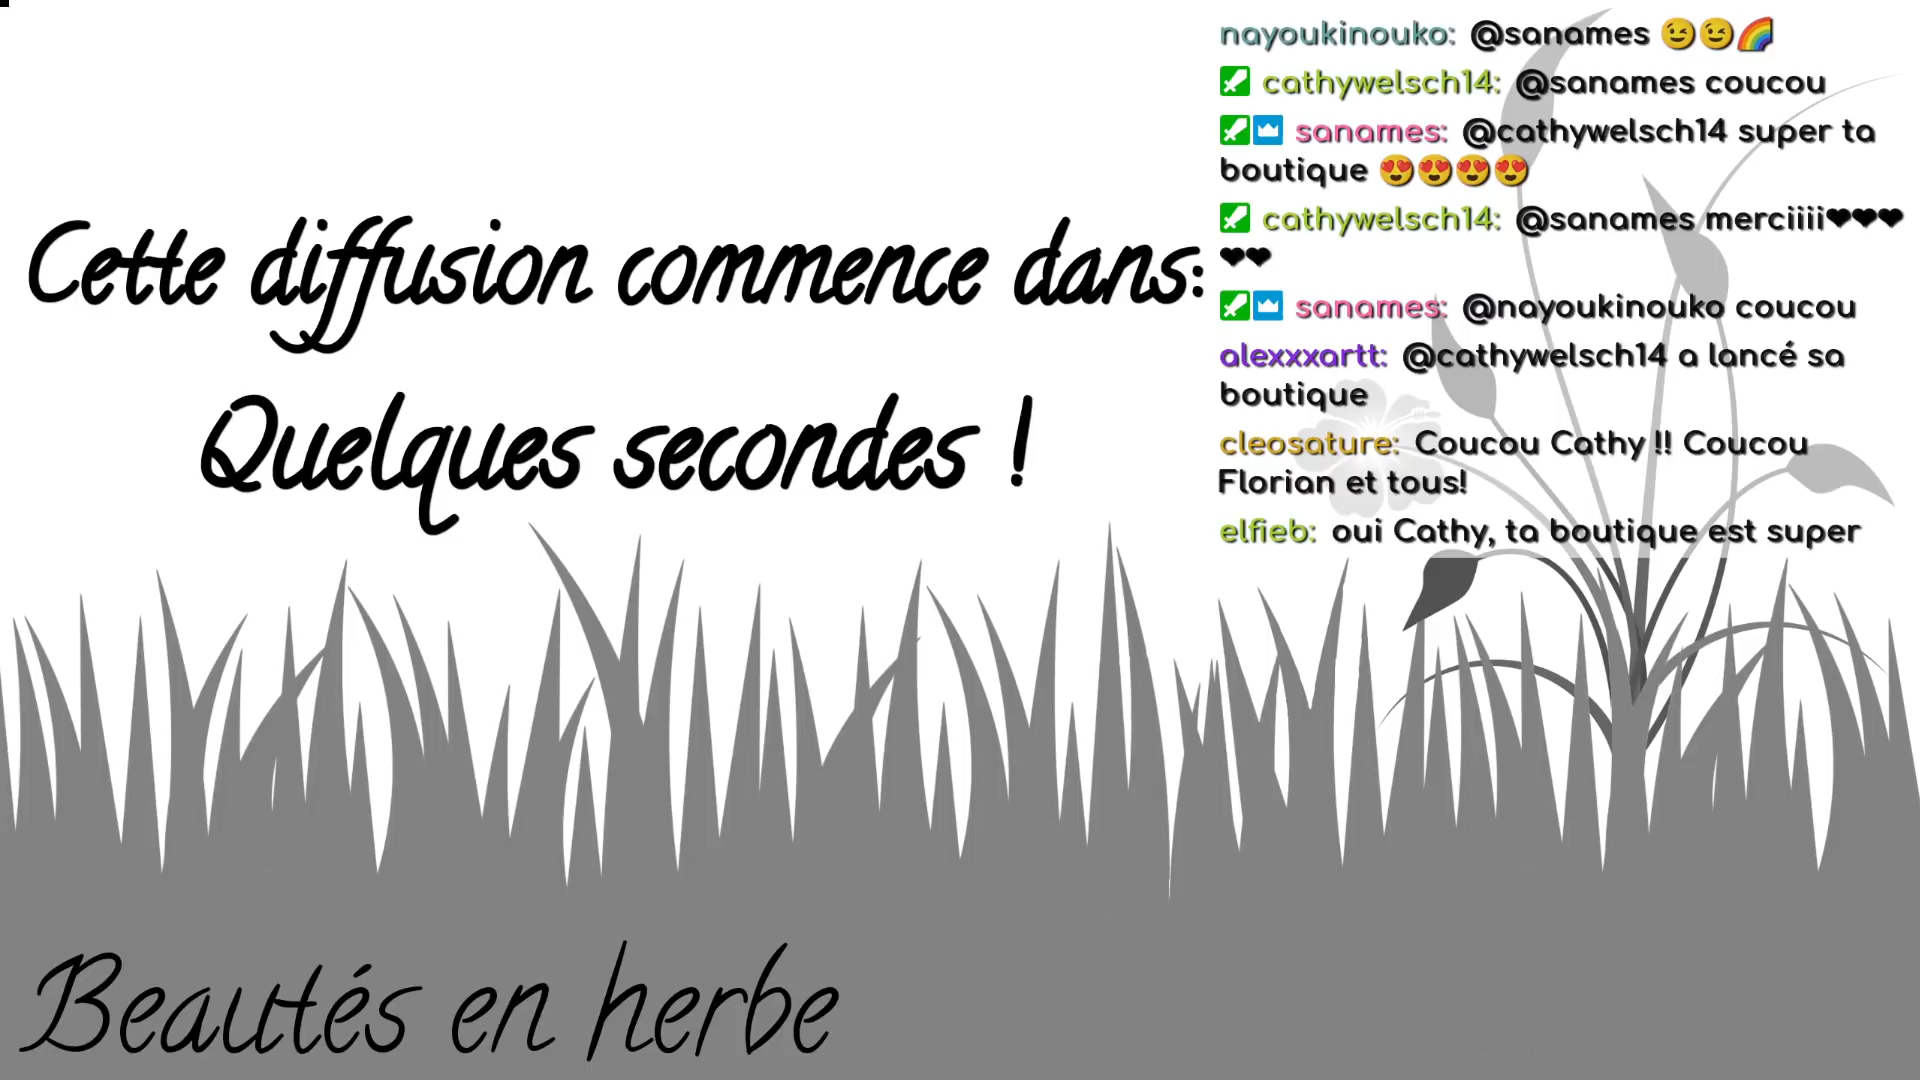 Cette diffusion commence dans:
Quelques secondes !
nayoukinouko: @sanames 😉😉🌈
cathywelsch14: @sanames coucou
sanames: @cathywelsch14 super ta
boutique 😍😍😍😍
cathywelsch14: @sanames merciiii❤❤❤
❤❤
sanames: @nayoukinouko coucou
alexxxartt: @cathywelsch14 a lancé sa
boutique
cleosature: Coucou Cathy !! Coucou
Florian et tous!
elfieb: oui Cathy, ta boutique est super
Beautés en herbe